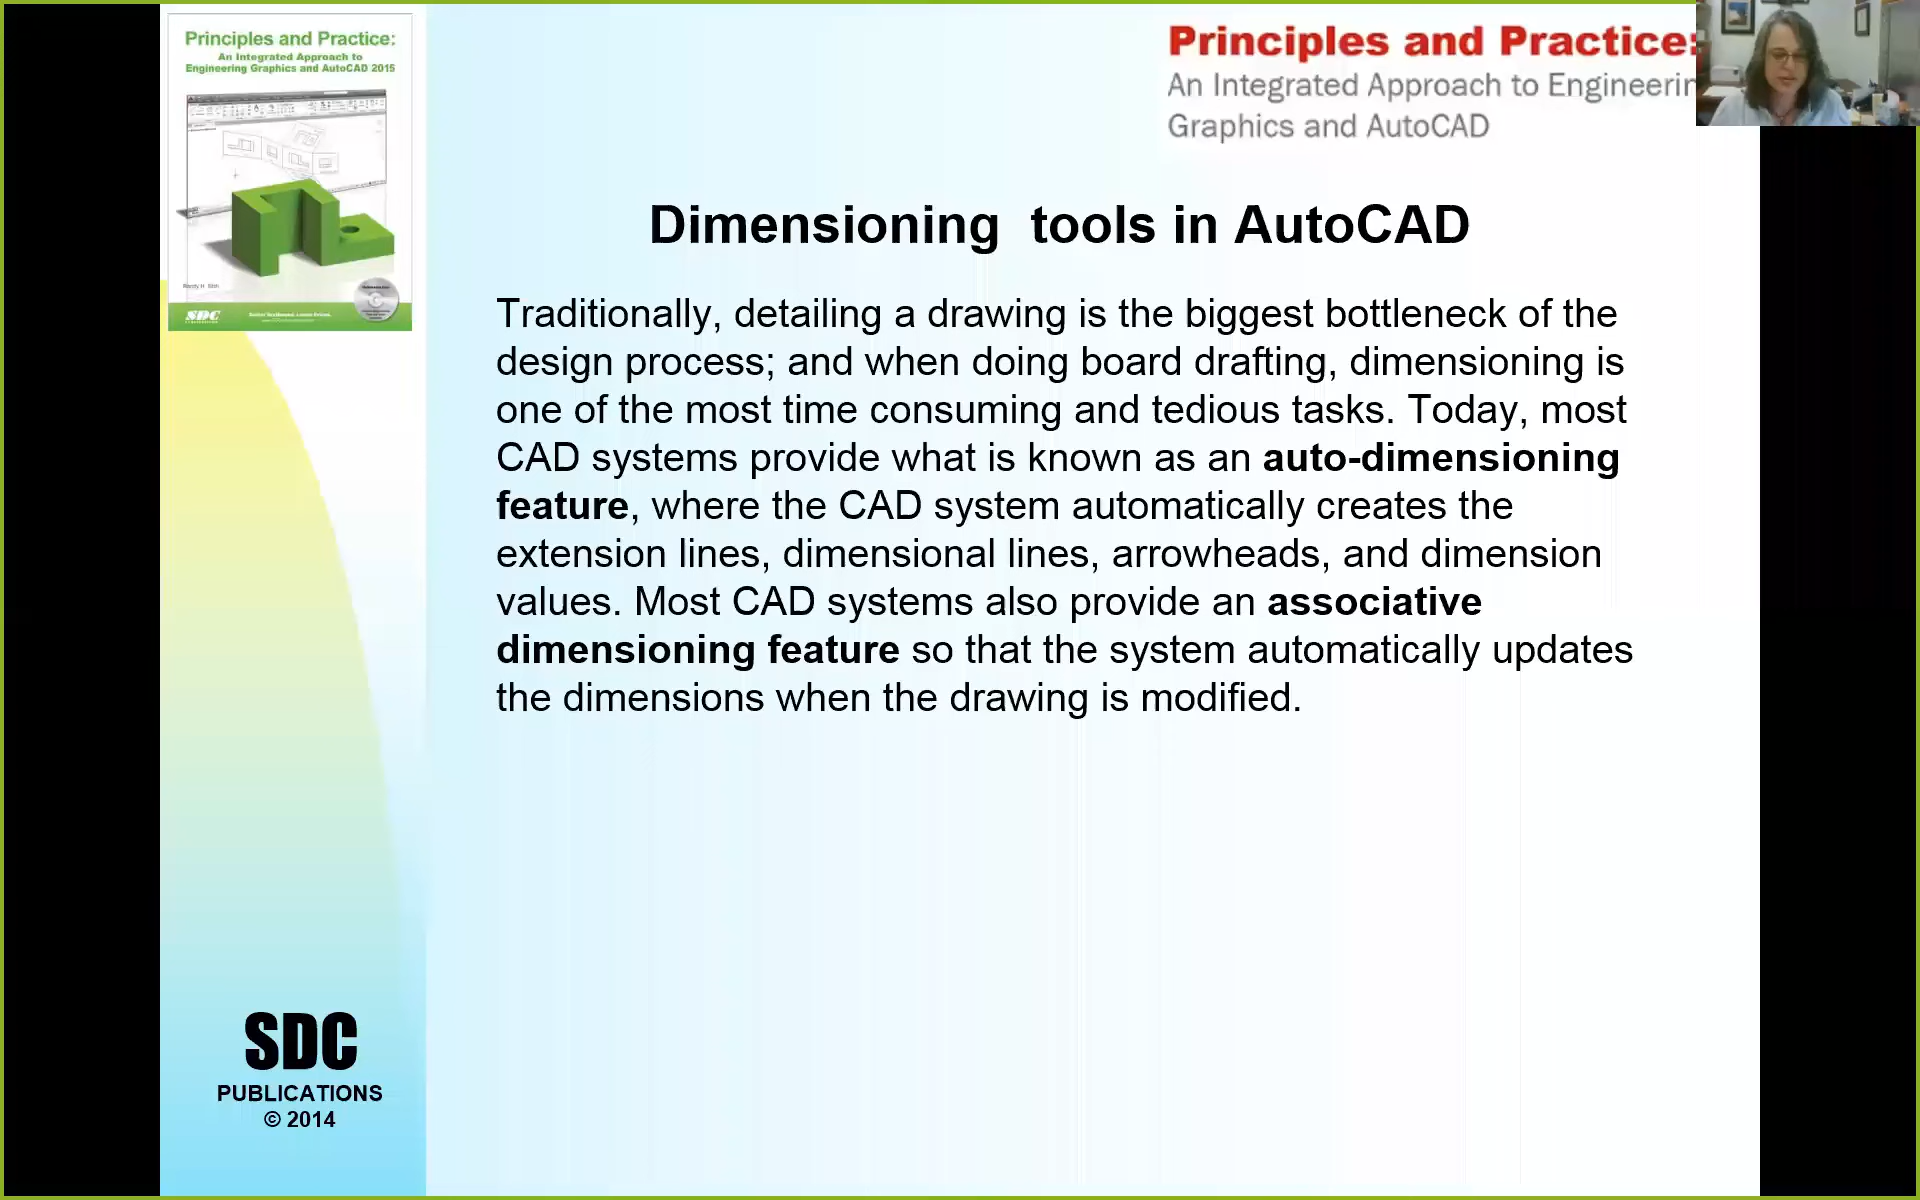 Principles and Practice:
An Integrated Approach to
Engineering Graphics and AutoCAD 2015
Randy H. Shih
SDC
PUBLICATIONS
Principles and Practice:
An Integrated Approach to Engineerin
Graphics and AutoCAD
Dimensioning tools in AutoCAD
Traditionally, detailing a drawing is the biggest bottleneck of the
design process; and when doing board drafting, dimensioning is
one of the most time consuming and tedious tasks. Today, most
CAD systems provide what is known as an auto-dimensioning
feature, where the CAD system automatically creates the
extension lines, dimensional lines, arrowheads, and dimension
values. Most CAD systems also provide an associative
dimensioning feature so that the system automatically updates
the dimensions when the drawing is modified.
SDC
PUBLICATIONS
© 2014